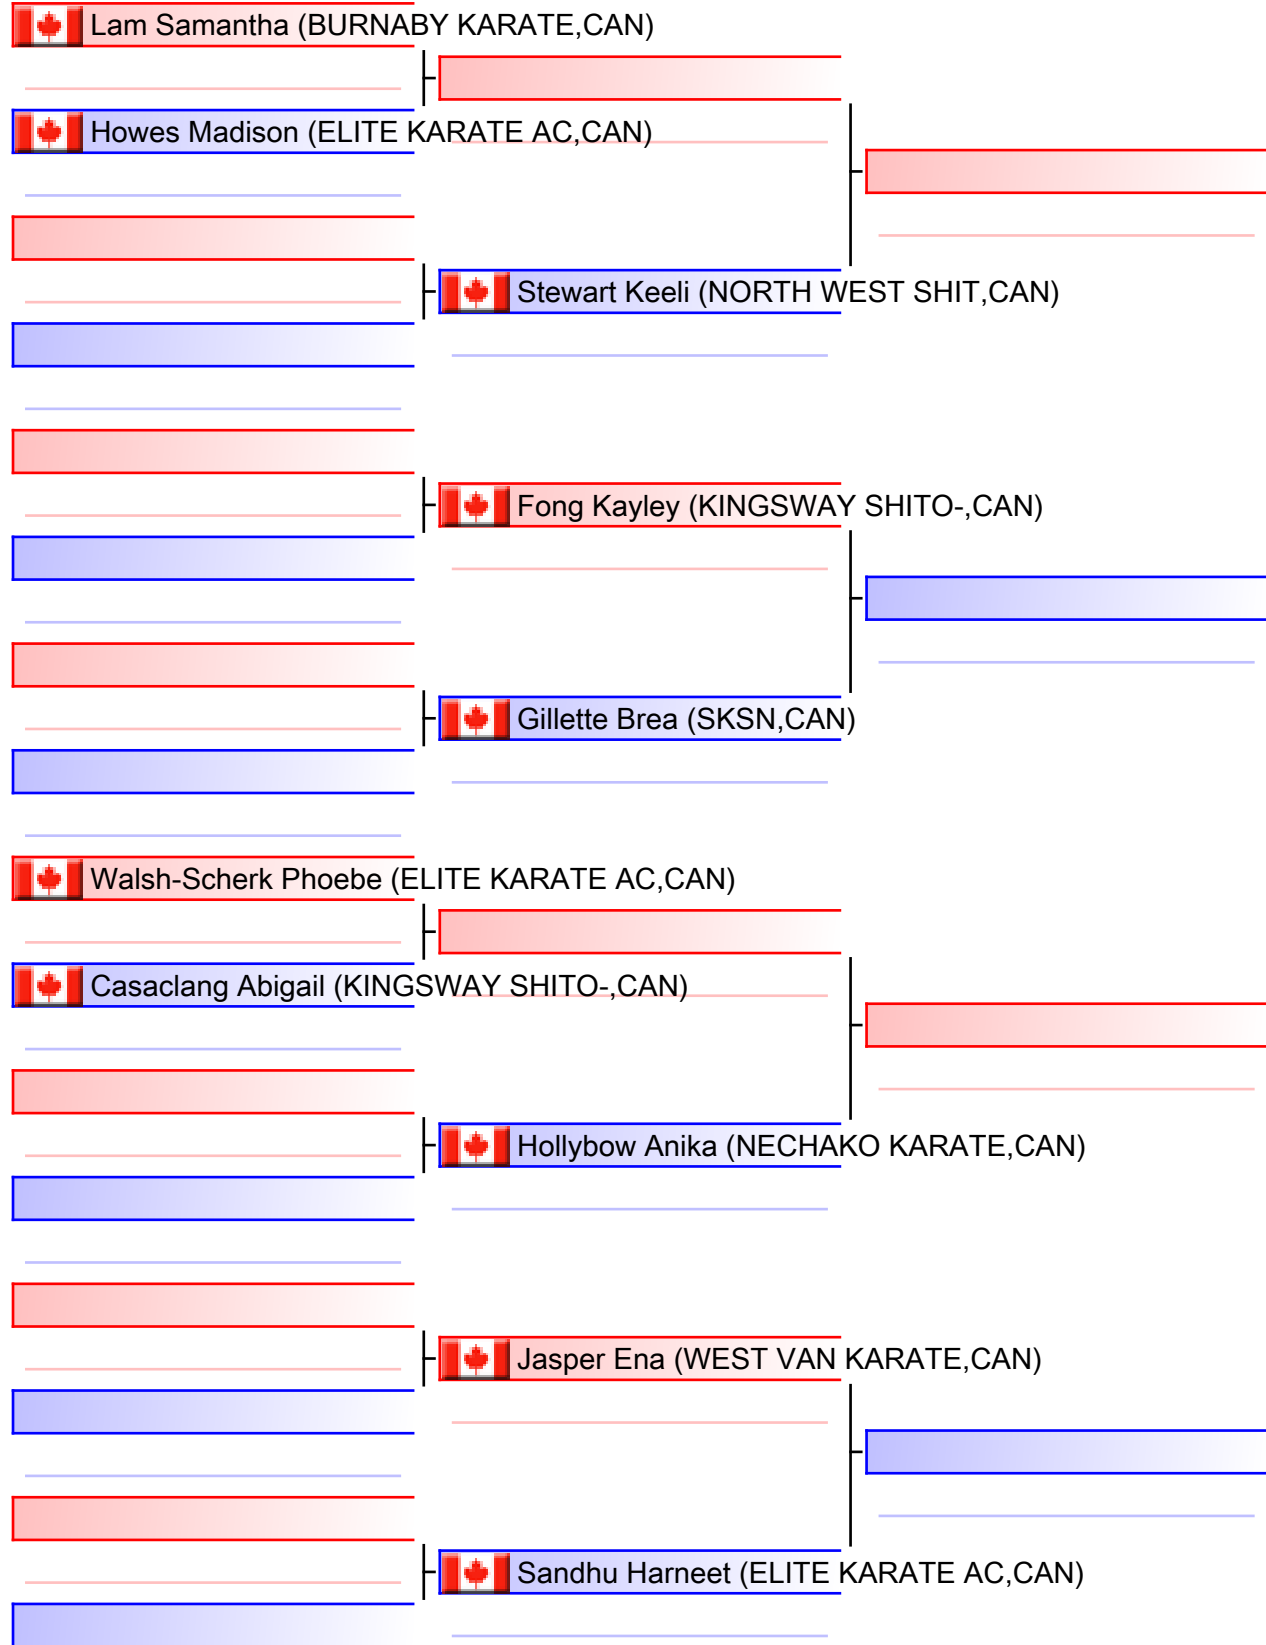 Lam Samantha (BURNABY KARATE,CAN)
Howes Madison (ELITE KARATE AC,CAN)
Stewart Keeli (NORTH WEST SHIT,CAN)
Fong Kayley (KINGSWAY SHITO-,CAN)
Gillette Brea (SKSN,CAN)
Walsh-Scherk Phoebe (ELITE KARATE AC,CAN)
Casaclang Abigail (KINGSWAY SHITO-,CAN)
Hollybow Anika (NECHAKO KARATE,CAN)
Jasper Ena (WEST VAN KARATE,CAN)
Sandhu Harneet (ELITE KARATE AC,CAN)